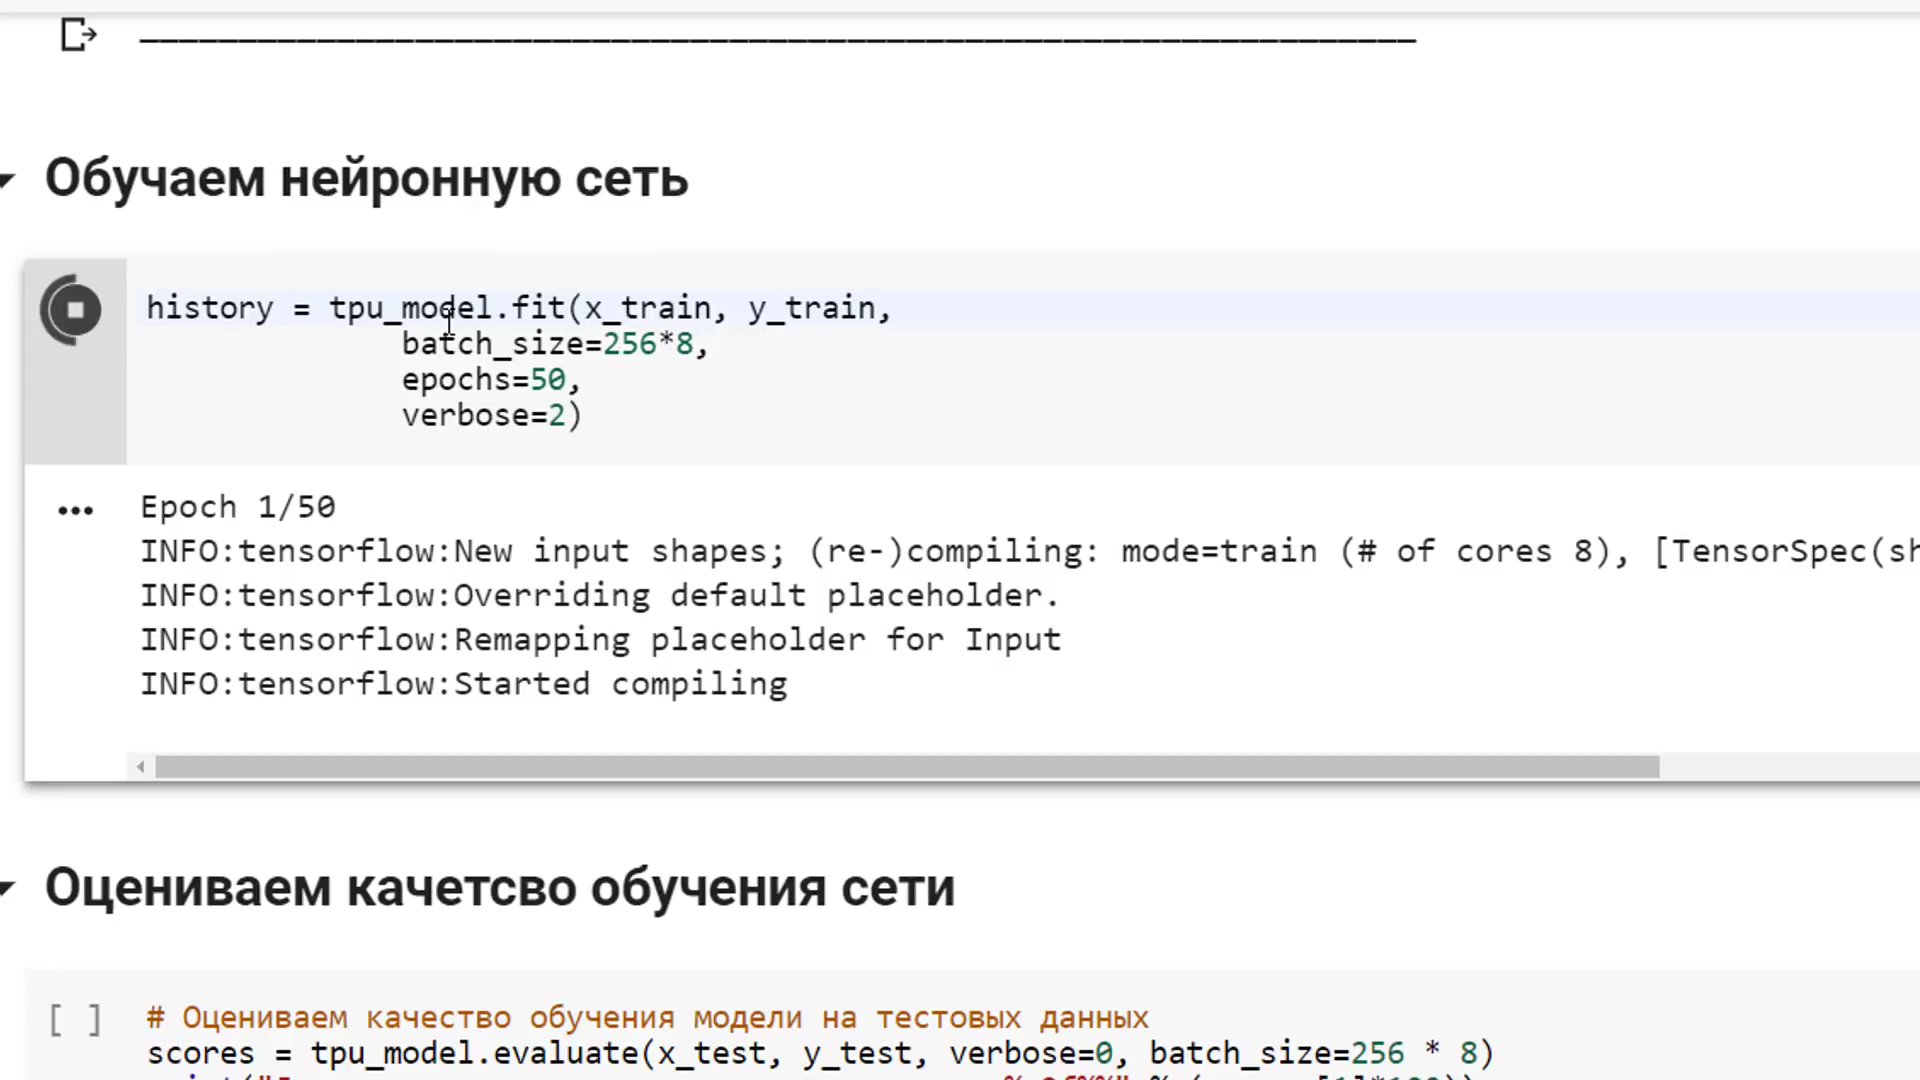 Обучаем нейронную сеть
history = tpu_model.fit(x_train, y_train,
batch_size=256*8,
epochs=50,
verbose=2)
Epoch 1/50
INFO:tensorflow:New input shapes; (re-)compiling: mode=train (# of cores 8), [TensorSpec(sh
INFO:tensorflow:Overriding default placeholder.
INFO:tensorflow:Remapping placeholder for Input
INFO:tensorflow:Started compiling
Оцениваем качетсво обучения сети
[ ]
# Оцениваем качество обучения модели на тестовых данных
scores = tpu_model.evaluate(x_test, y_test, verbose=0, batch_size=256 * 8)